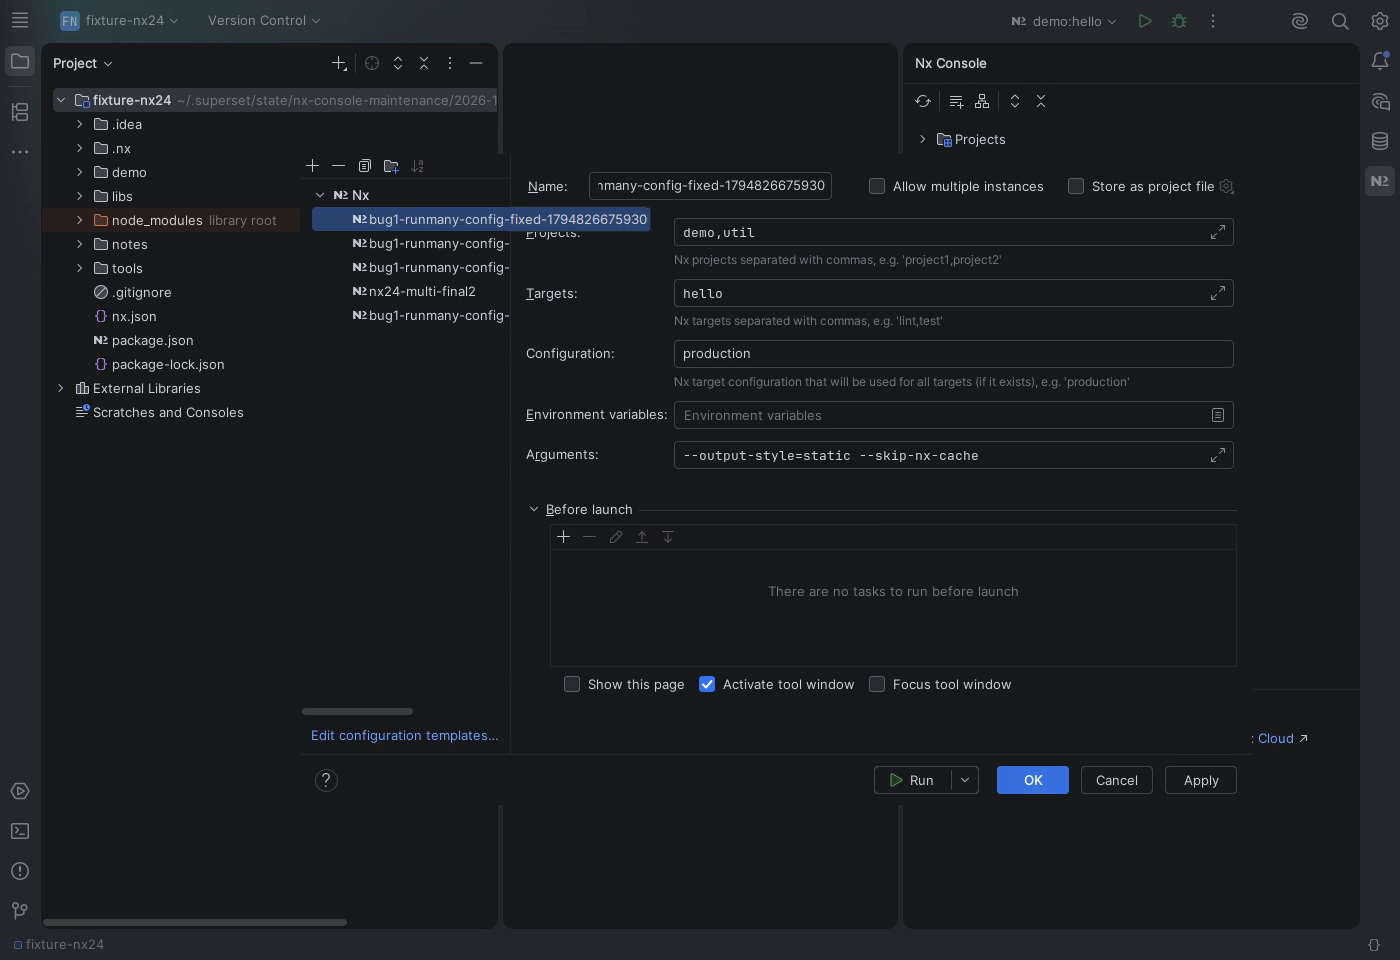 FN fixture-nx24
Version Control
demo:hello
Project
fixture-nx24 ~/.superset/state/nx-console-maintenance/2026-1
.idea
.nx
demo
libs
node_modules library root
notes
tools
.gitignore
nx.json
package.json
package-lock.json
External Libraries
Scratches and Consoles
Nx Console
Projects
Nx
bug1-runmany-config-fixed-1794826675930
bug1-runmany-config-
bug1-runmany-config-
nx24-multi-final2
bug1-runmany-config-
Edit configuration templates...
Name: nmany-config-fixed-1794826675930
Allow multiple instances
Store as project file
Projects: demo,util
Nx projects separated with commas, e.g. 'project1,project2'
Targets: hello
Nx targets separated with commas, e.g. 'lint,test'
Configuration: production
Nx target configuration that will be used for all targets (if it exists), e.g. 'production'
Environment variables: Environment variables
Arguments: --output-style=static --skip-nx-cache
Before launch
There are no tasks to run before launch
Show this page
Activate tool window
Focus tool window
Cloud
?
Run
OK
Cancel
Apply
fixture-nx24
{}